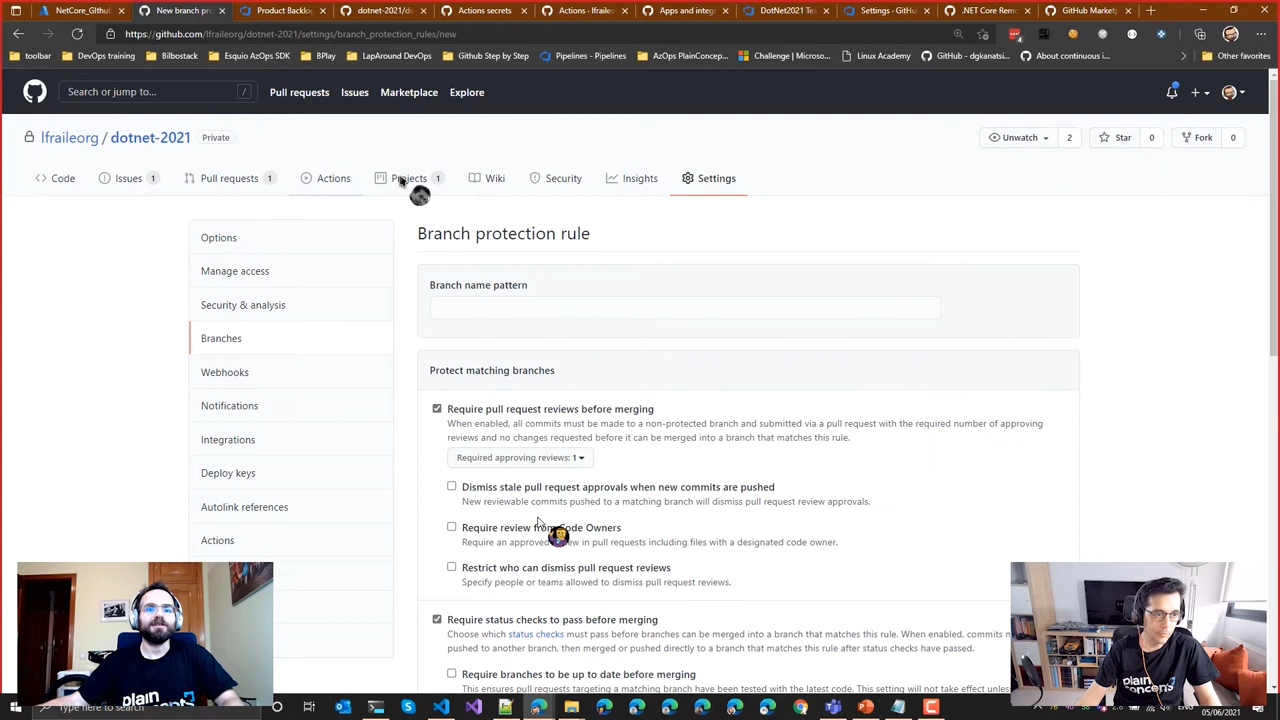 NetCore_GitHub
New branch pro
Product Backlog
dotnet-2021/do
Actions secrets
Actions · lfraileo
Apps and integ
DotNet2021 Tea
Settings · GitHu
.NET Core Rem
GitHub Marketp
https://github.com/lfraileorg/dotnet-2021/settings/branch_protection_rules/new
toolbar
DevOps training
Bilbostack
Esquio AzOPS SDK
BPlay
LapAround DevOps
Github Step by Step
Pipelines - Pipelines
AzOps PlainConcep...
Challenge | Microso...
Linux Academy
GitHub - dgkanatsi...
About continuous i...
Other favorites
Search or jump to...
/
Pull requests
Issues
Marketplace
Explore
lfraileorg / dotnet-2021
Private
Unwatch
2
Star
0
Fork
0
Code
Issues 1
Pull requests 1
Actions
Projects 1
Wiki
Security
Insights
Settings
Options
Manage access
Security & analysis
Branches
Webhooks
Notifications
Integrations
Deploy keys
Autolink references
Actions
Branch protection rule
Branch name pattern
Protect matching branches
Require pull request reviews before merging
When enabled, all commits must be made to a non-protected branch and submitted via a pull request with the required number of approving
reviews and no changes requested before it can be merged into a branch that matches this rule.
Required approving reviews: 1
Dismiss stale pull request approvals when new commits are pushed
New reviewable commits pushed to a matching branch will dismiss pull request review approvals.
Require review from Code Owners
Require an approved review in pull requests including files with a designated code owner.
Restrict who can dismiss pull request reviews
Specify people or teams allowed to dismiss pull request reviews.
Require status checks to pass before merging
Choose which status checks must pass before branches can be merged into a branch that matches this rule. When enabled, commits m
pushed to another branch, then merged or pushed directly to a branch that matches this rule after status checks have passed.
Require branches to be up to date before merging
This ensures pull requests targeting a matching branch have been tested with the latest code. This setting will not take effect unles
plain
concepts
plain
concepts
Type here to search
ENG
05/06/2021